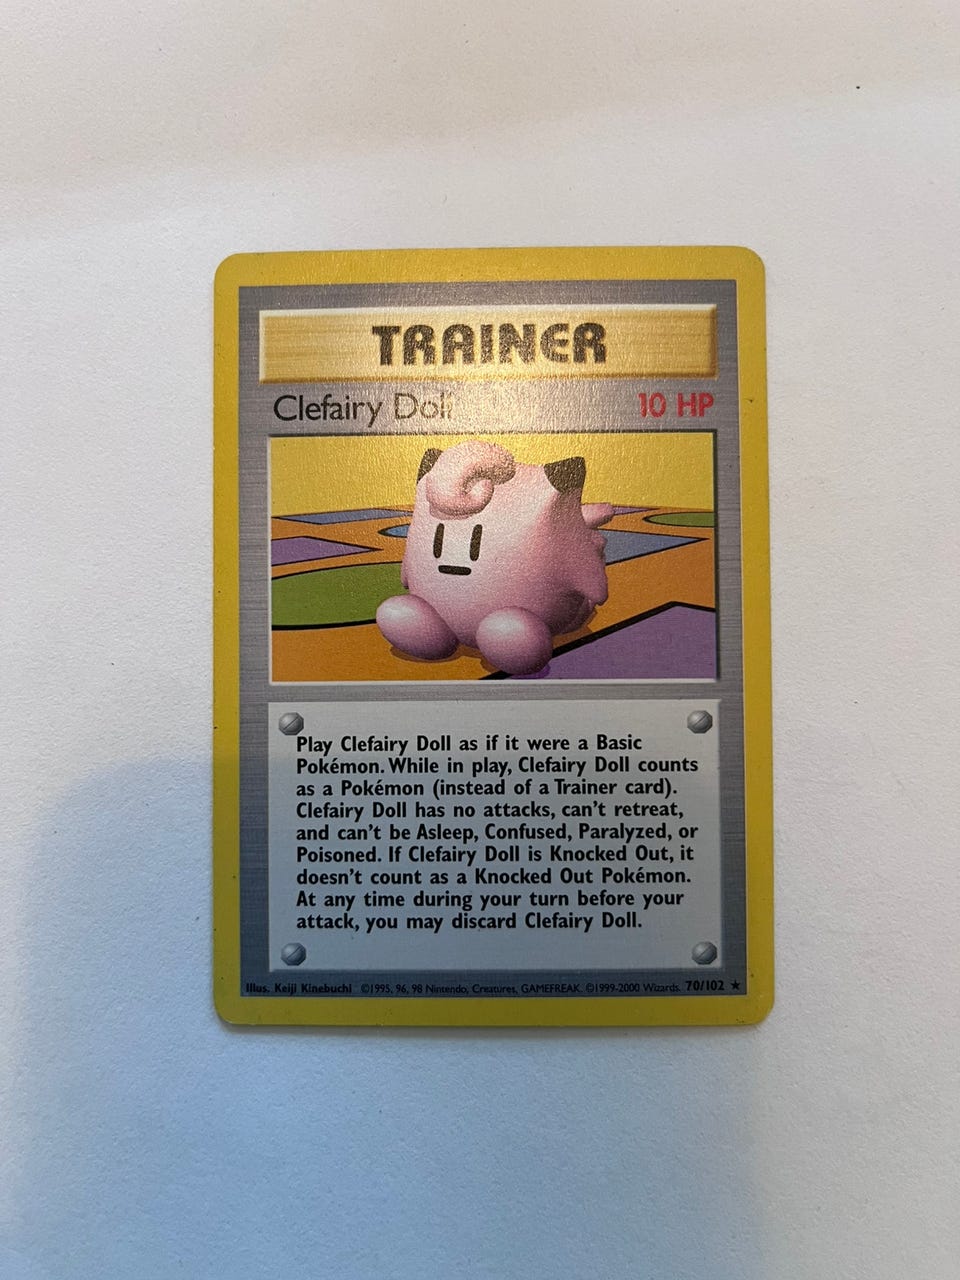 TRAINER
Clefairy Doll 10 HP
Play Clefairy Doll as if it were a Basic
Pokémon. While in play, Clefairy Doll counts
as a Pokémon (instead of a Trainer card).
Clefairy Doll has no attacks, can't retreat,
and can't be Asleep, Confused, Paralyzed, or
Poisoned. If Clefairy Doll is Knocked Out, it
doesn't count as a Knocked Out Pokémon.
At any time during your turn before your
attack, you may discard Clefairy Doll.
Illus. Keiji Kinebuchi ©1995, 96, 98 Nintendo, Creatures, GAMEFREAK. ©1999-2000 Wizards. 70/102 ★